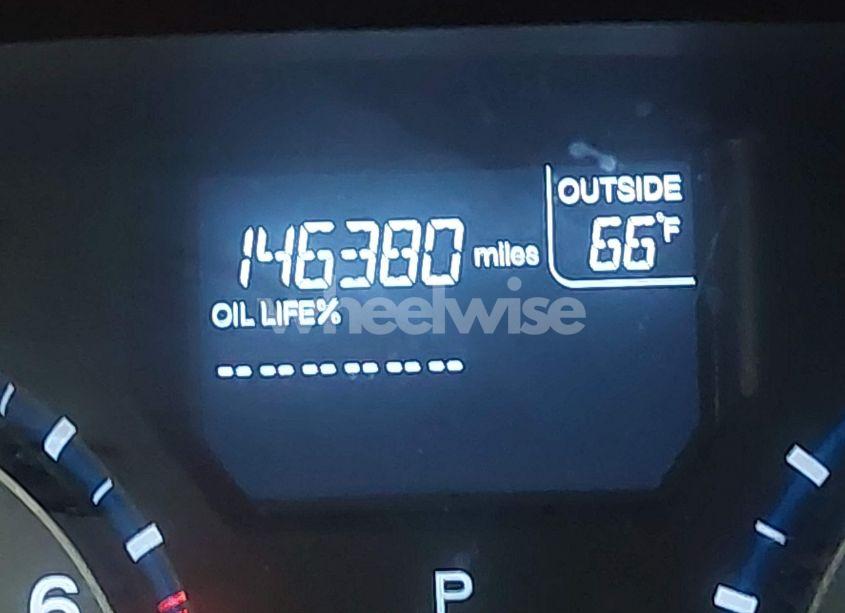 OUTSIDE
146380 miles 66°F
OIL LIFE%
-- -- -- -- -- --
wheelwise
6
P